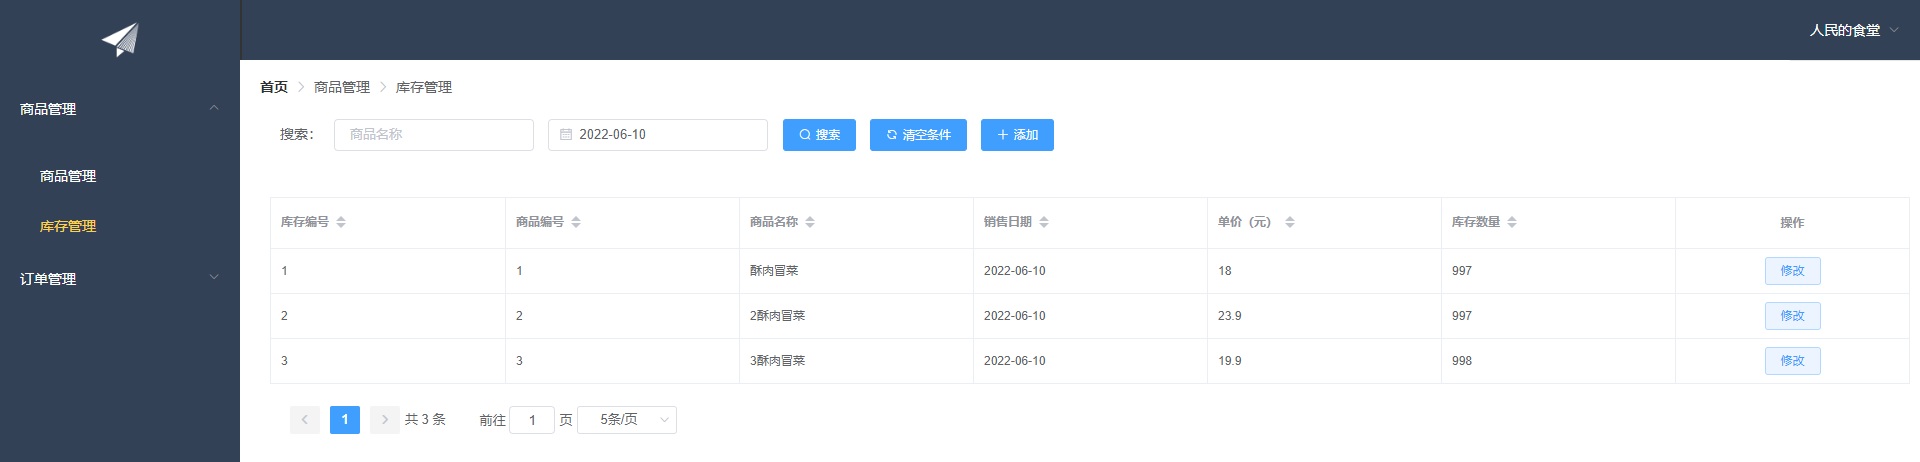 人民的食堂
首页 商品管理 库存管理
商品管理
搜索： 商品名称 2022-06-10 搜索 清空条件 添加
商品管理
库存管理
订单管理
库存编号 商品编号 商品名称 销售日期 单价（元） 库存数量 操作
1 1 酥肉冒菜 2022-06-10 18 997 修改
2 2 2酥肉冒菜 2022-06-10 23.9 997 修改
3 3 3酥肉冒菜 2022-06-10 19.9 998 修改
1 共 3 条 前往 1 页 5条/页